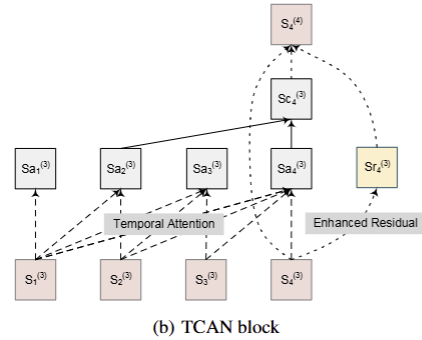 S₄⁽⁴⁾
Sc₄⁽³⁾
Sa₁⁽³⁾ Sa₂⁽³⁾ Sa₃⁽³⁾ Sa₄⁽³⁾ Sr₄⁽³⁾
Temporal Attention Enhanced Residual
S₁⁽³⁾ S₂⁽³⁾ S₃⁽³⁾ S₄⁽³⁾
(b) TCAN block